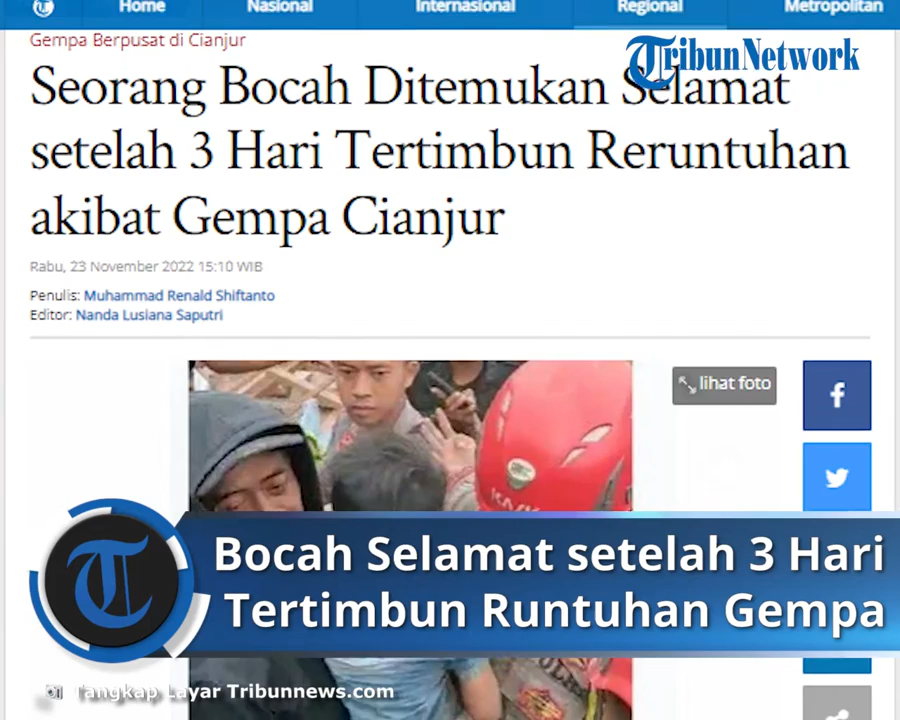 Home Nasional Internasional Regional Metropolitan
Gempa Berpusat di Cianjur
TribunNetwork
Seorang Bocah Ditemukan Selamat
setelah 3 Hari Tertimbun Reruntuhan
akibat Gempa Cianjur
Rabu, 23 November 2022 15:10 WIB
Penulis: Muhammad Renald Shiftanto
Editor: Nanda Lusiana Saputri
lihat foto
Bocah Selamat setelah 3 Hari
Tertimbun Runtuhan Gempa
Tangkap Layar Tribunnews.com